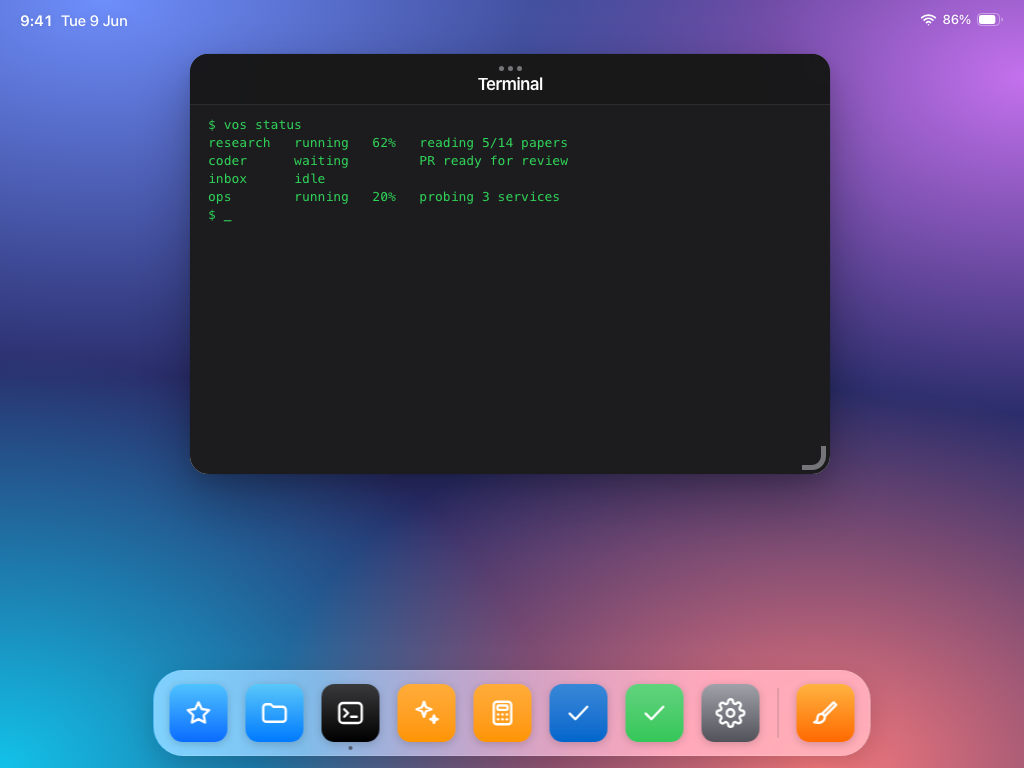 9:41 Tue 9 Jun
86%
Terminal
$ vos status
research running 62% reading 5/14 papers
coder waiting PR ready for review
inbox idle
ops running 20% probing 3 services
$ _